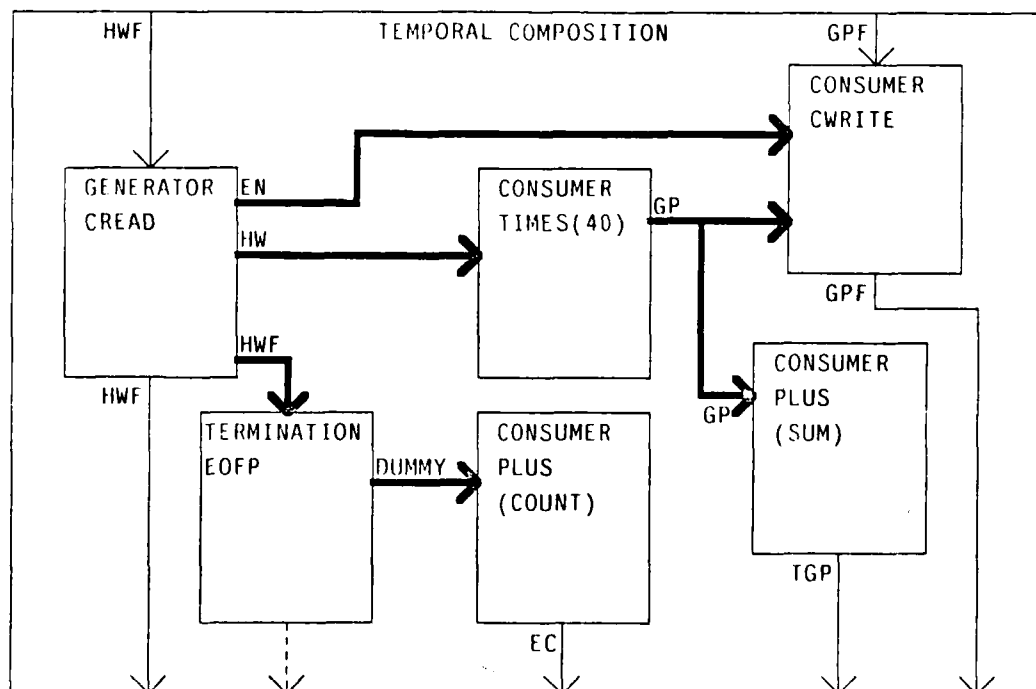 HWF
TEMPORAL COMPOSITION
GPF
CONSUMER
CWRITE
GENERATOR
CREAD
EN
HW
CONSUMER
TIMES(40)
GP
GPF
HWF
HWF
CONSUMER
PLUS
(SUM)
GP
TERMINATION
EOFP
DUMMY
CONSUMER
PLUS
(COUNT)
TGP
EC